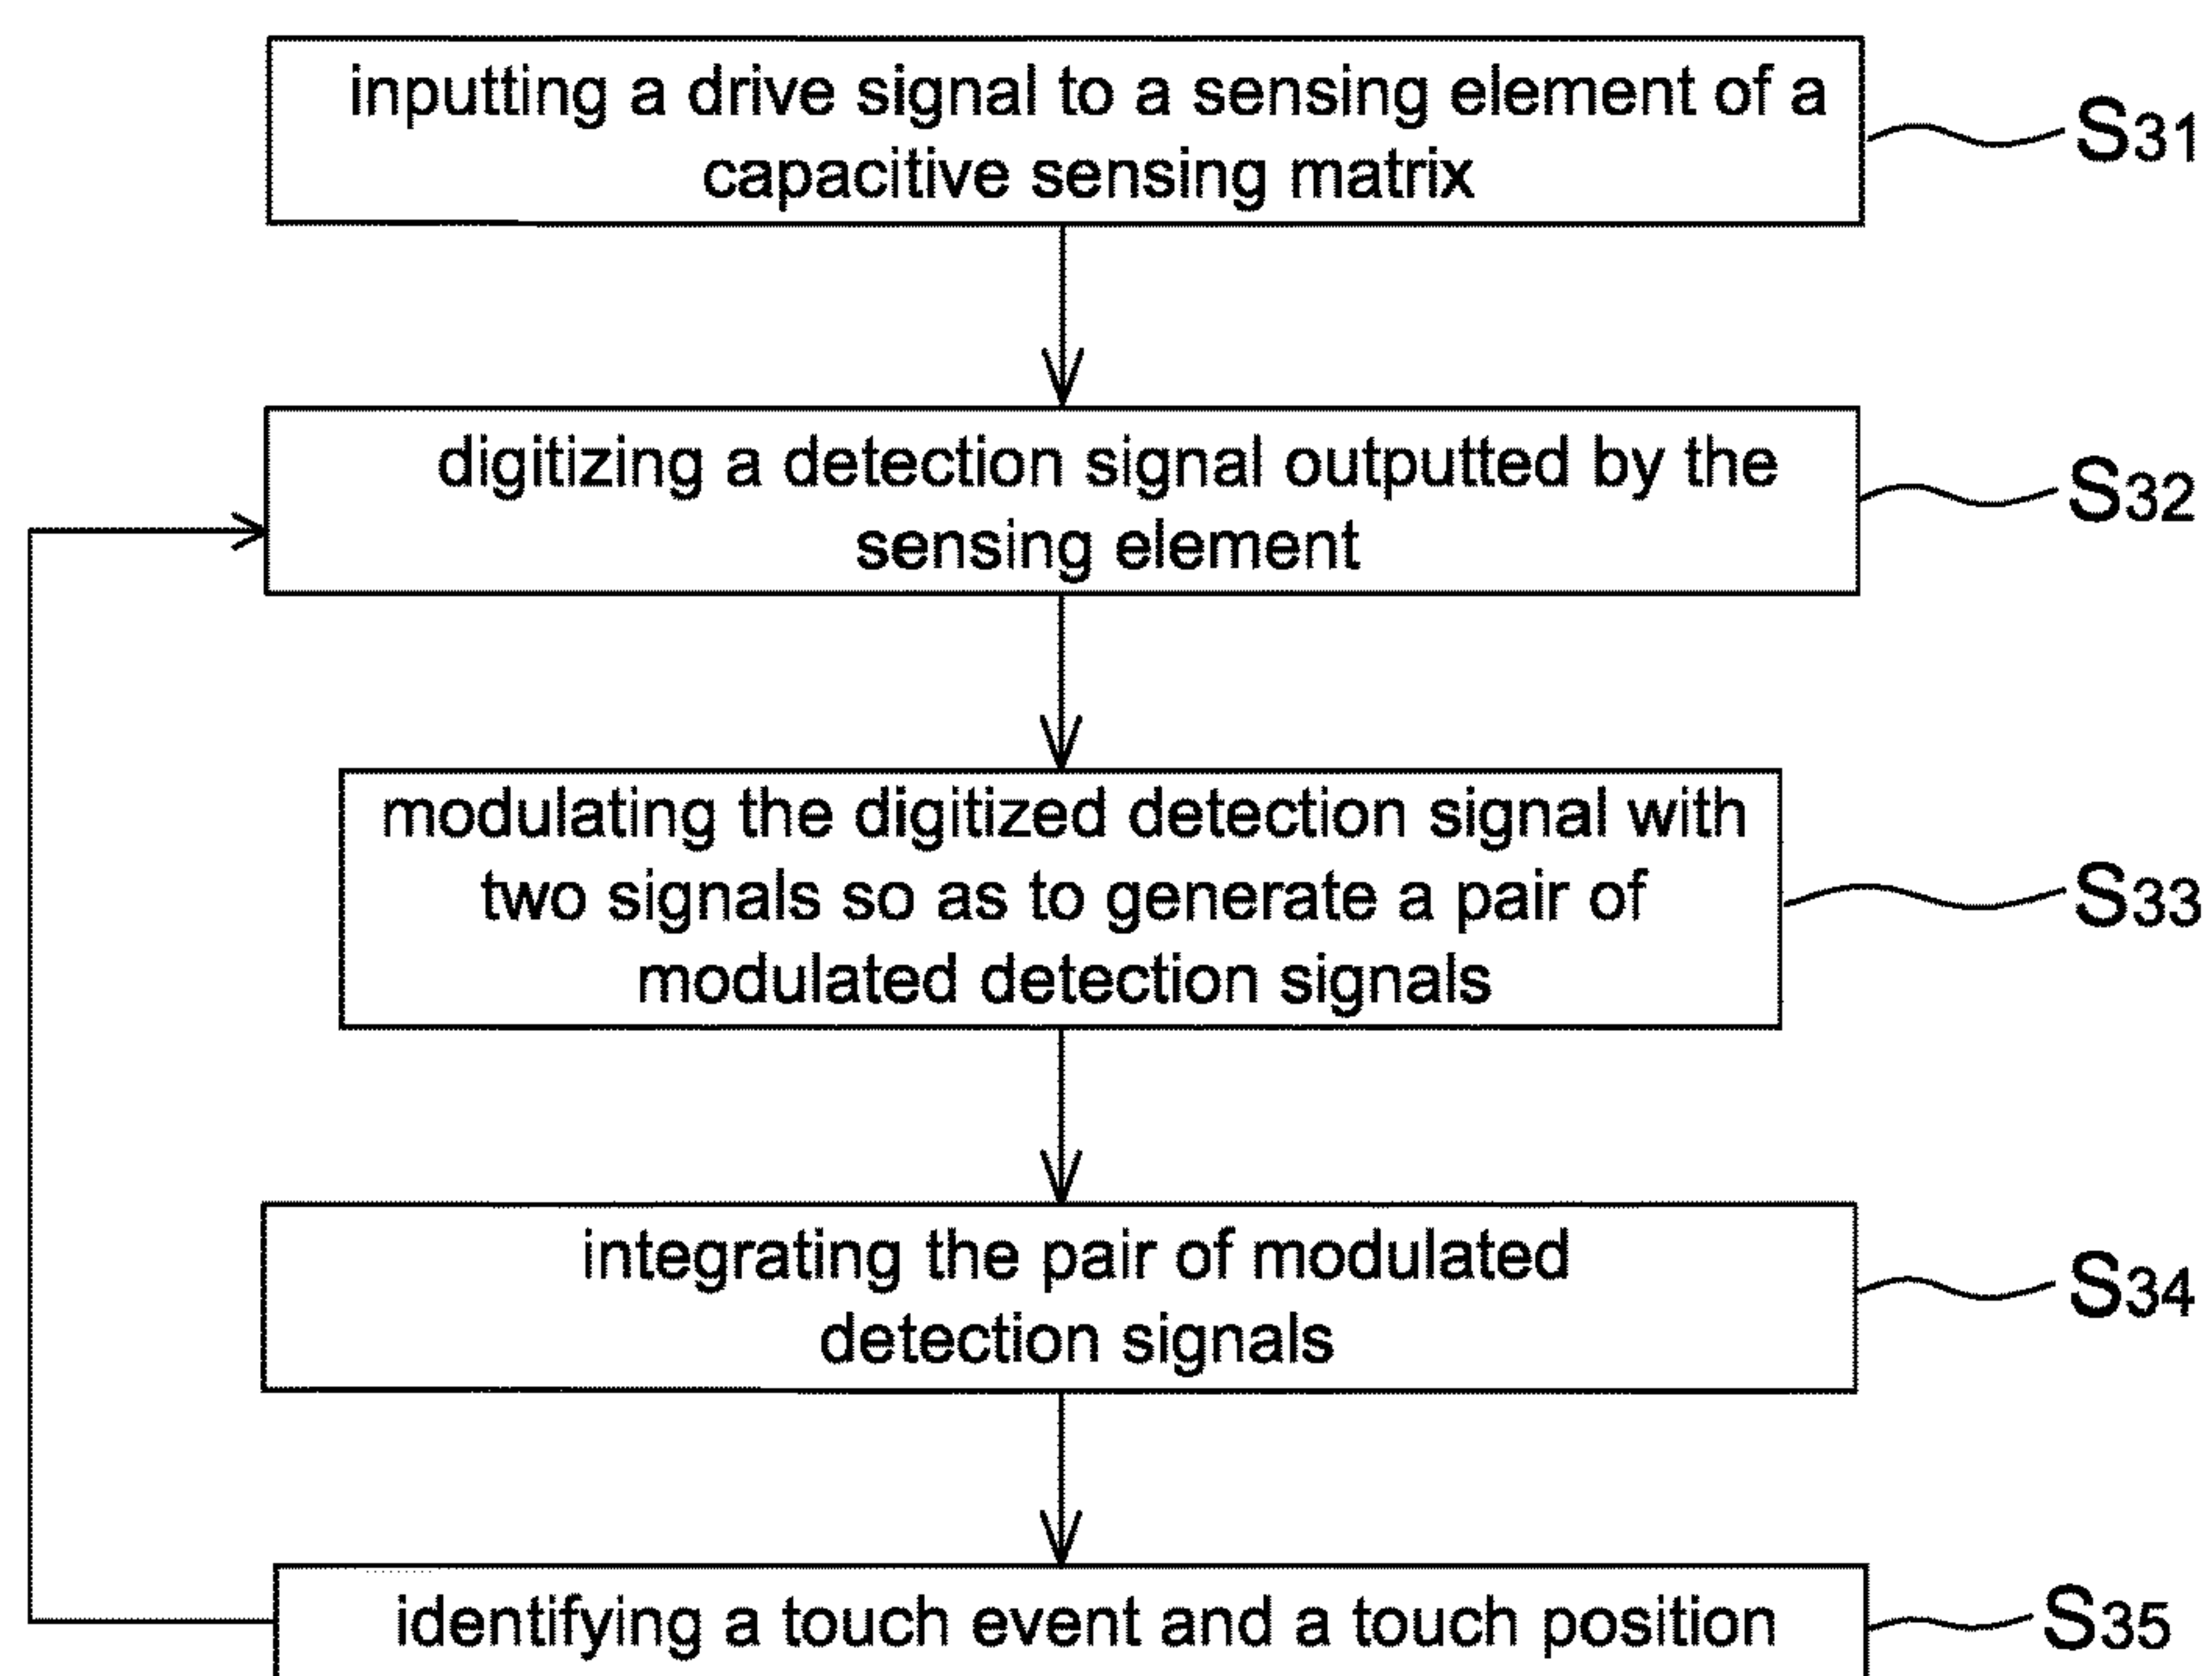 inputting a drive signal to a sensing element of a
capacitive sensing matrix
S31
digitizing a detection signal outputted by the
sensing element
S32
modulating the digitized detection signal with
two signals so as to generate a pair of
modulated detection signals
S33
integrating the pair of modulated
detection signals
S34
identifying a touch event and a touch position
S35